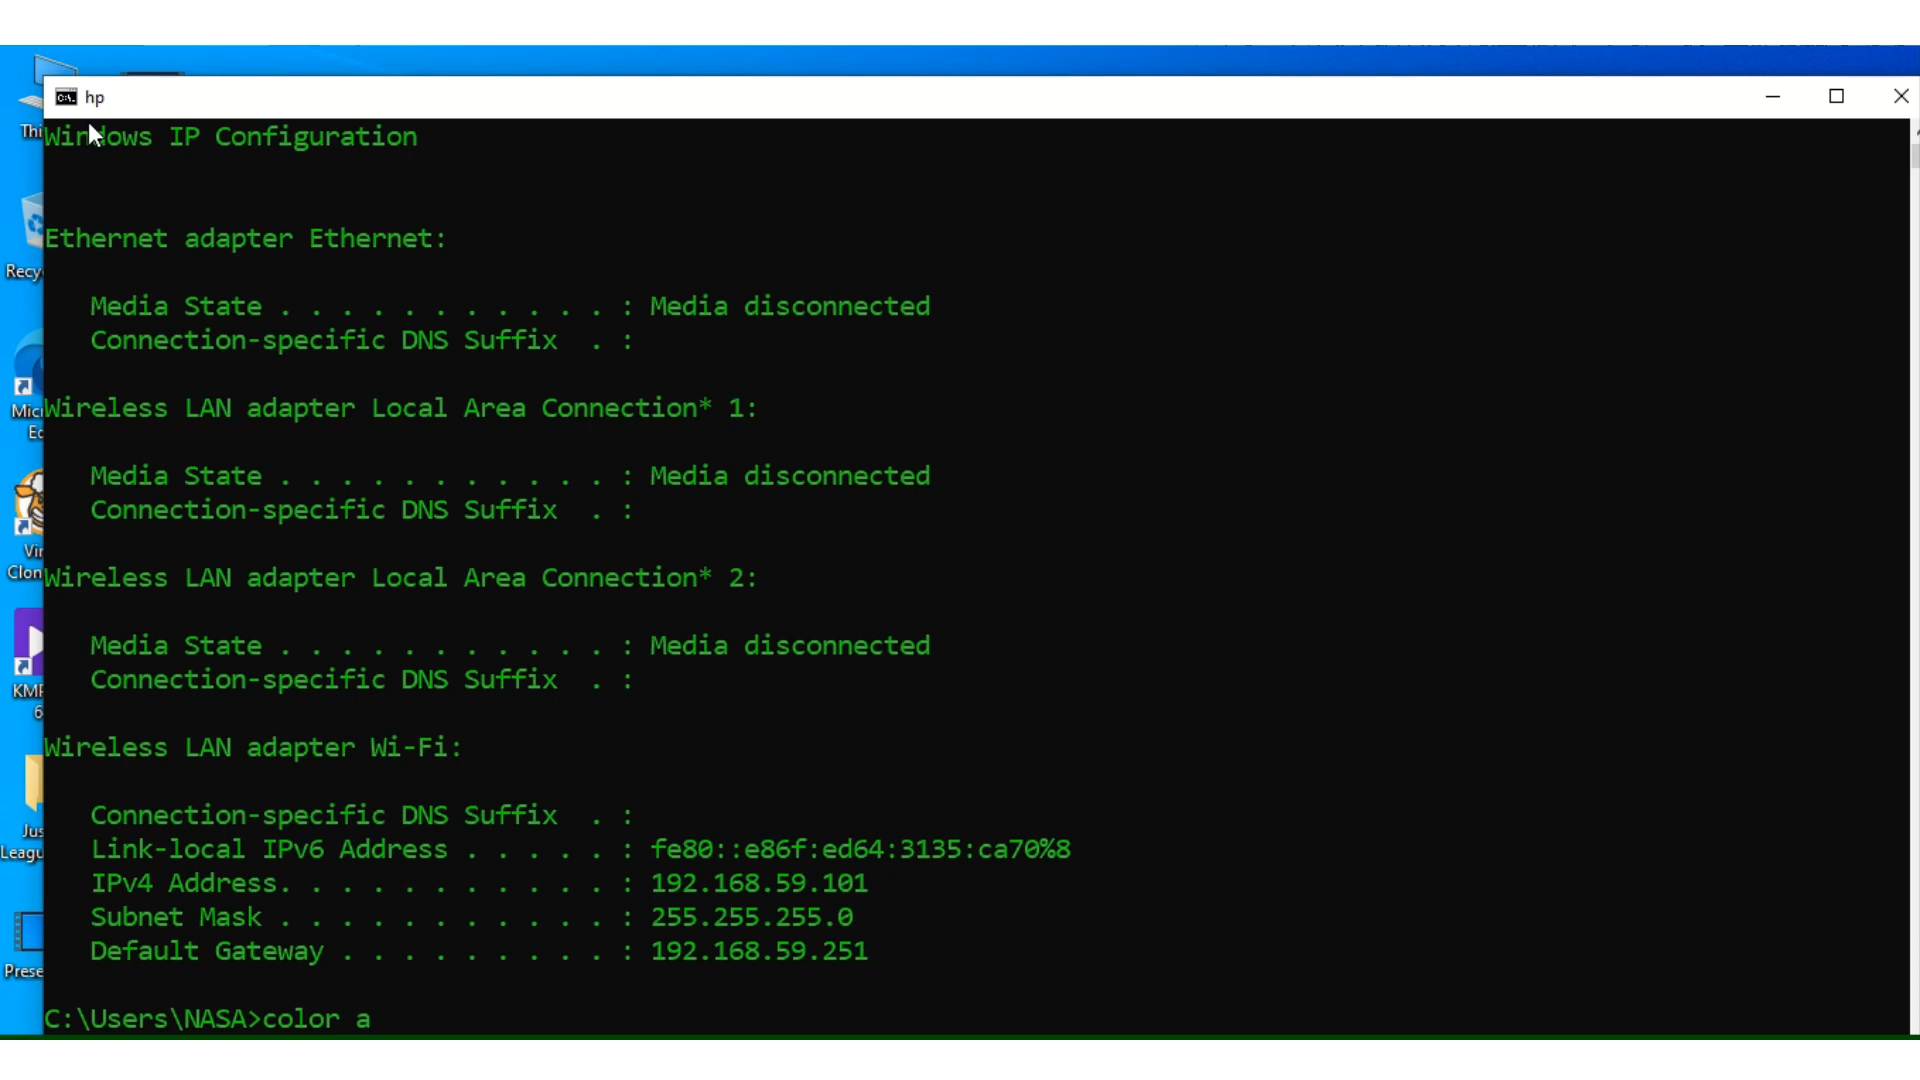 hp
Windows IP Configuration
Ethernet adapter Ethernet:
Media State . . . . . . . . . . . : Media disconnected
Connection-specific DNS Suffix  . :
Wireless LAN adapter Local Area Connection* 1:
Media State . . . . . . . . . . . : Media disconnected
Connection-specific DNS Suffix  . :
Wireless LAN adapter Local Area Connection* 2:
Media State . . . . . . . . . . . : Media disconnected
Connection-specific DNS Suffix  . :
Wireless LAN adapter Wi-Fi:
Connection-specific DNS Suffix  . :
Link-local IPv6 Address . . . . . : fe80::e86f:ed64:3135:ca70%8
IPv4 Address. . . . . . . . . . . : 192.168.59.101
Subnet Mask . . . . . . . . . . . : 255.255.255.0
Default Gateway . . . . . . . . . : 192.168.59.251
C:\Users\NASA>color a